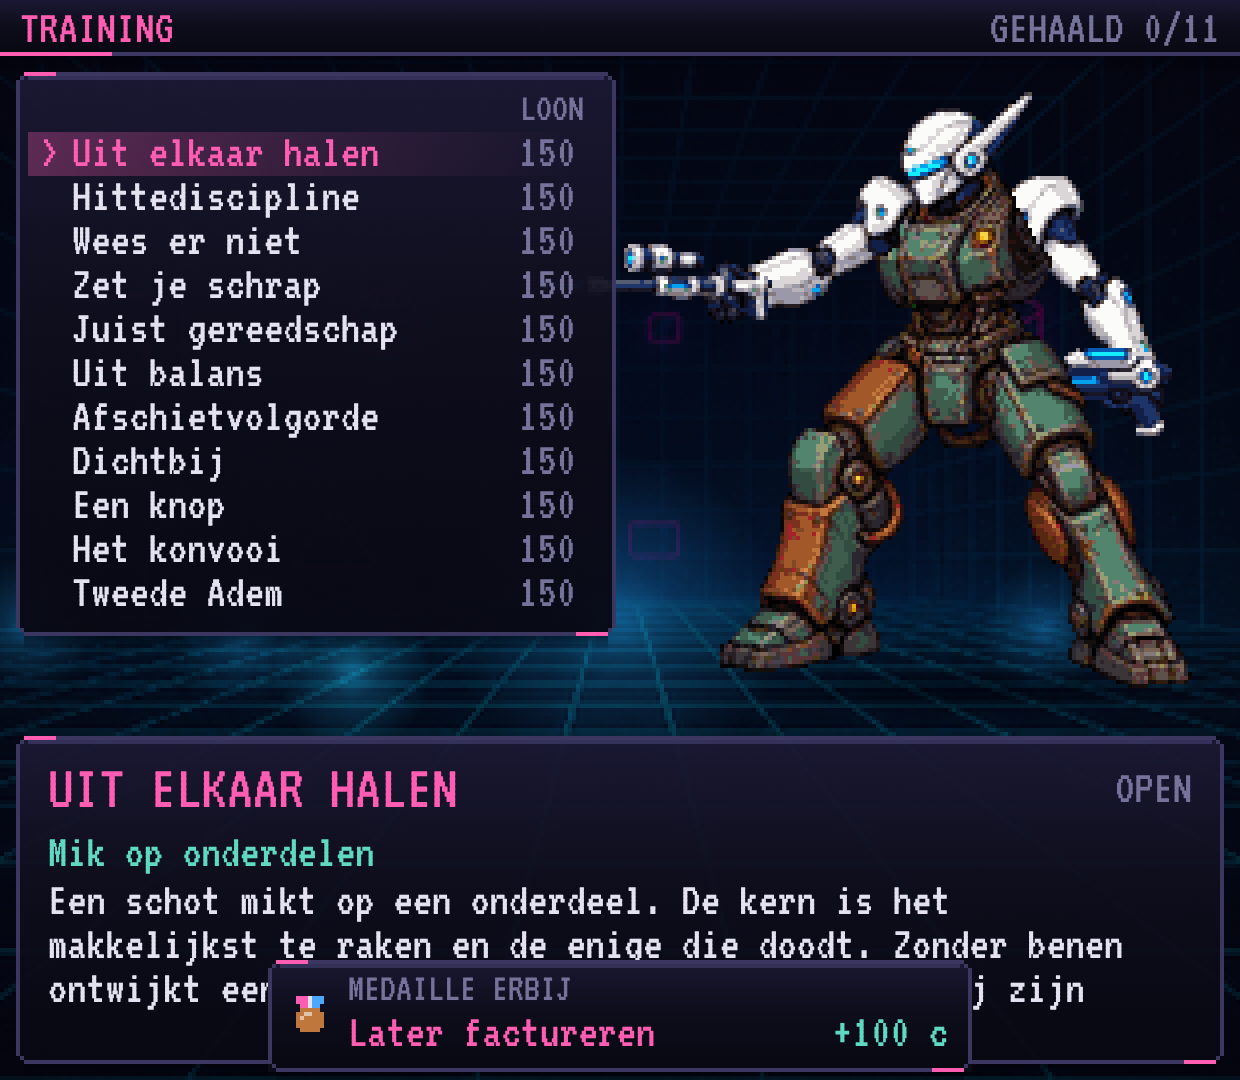 TRAINING
GEHAALD 0/11
LOON
Uit elkaar halen 150
Hittediscipline 150
Wees er niet 150
Zet je schrap 150
Juist gereedschap 150
Uit balans 150
Afschietvolgorde 150
Dichtbij 150
Een knop 150
Het konvooi 150
Tweede Adem 150
UIT ELKAAR HALEN
OPEN
Mik op onderdelen
Een schot mikt op een onderdeel. De kern is het
makkelijkst te raken en de enige die doodt. Zonder benen
ontwijkt zijn
MEDAILLE ERBIJ
Later factureren +100 c